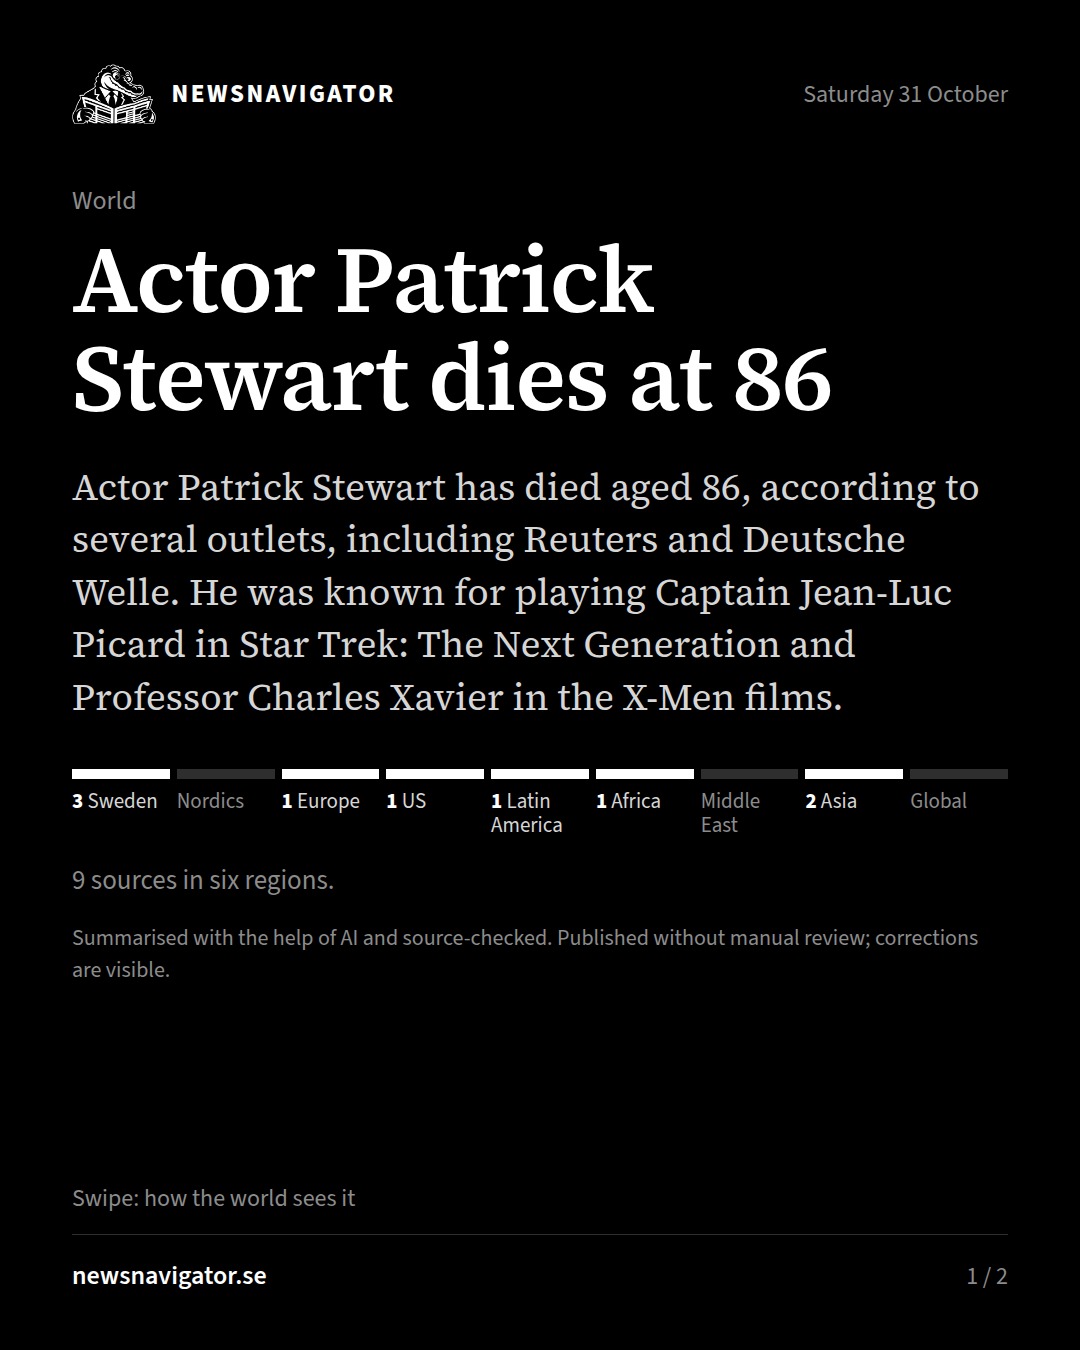 NEWSNAVIGATOR
Saturday 31 October
World
Actor Patrick
Stewart dies at 86
Actor Patrick Stewart has died aged 86, according to
several outlets, including Reuters and Deutsche
Welle. He was known for playing Captain Jean-Luc
Picard in Star Trek: The Next Generation and
Professor Charles Xavier in the X-Men films.
3 Sweden
Nordics
1 Europe
1 US
1 Latin
America
1 Africa
Middle
East
2 Asia
Global
9 sources in six regions.
Summarised with the help of AI and source-checked. Published without manual review; corrections
are visible.
Swipe: how the world sees it
newsnavigator.se
1 / 2